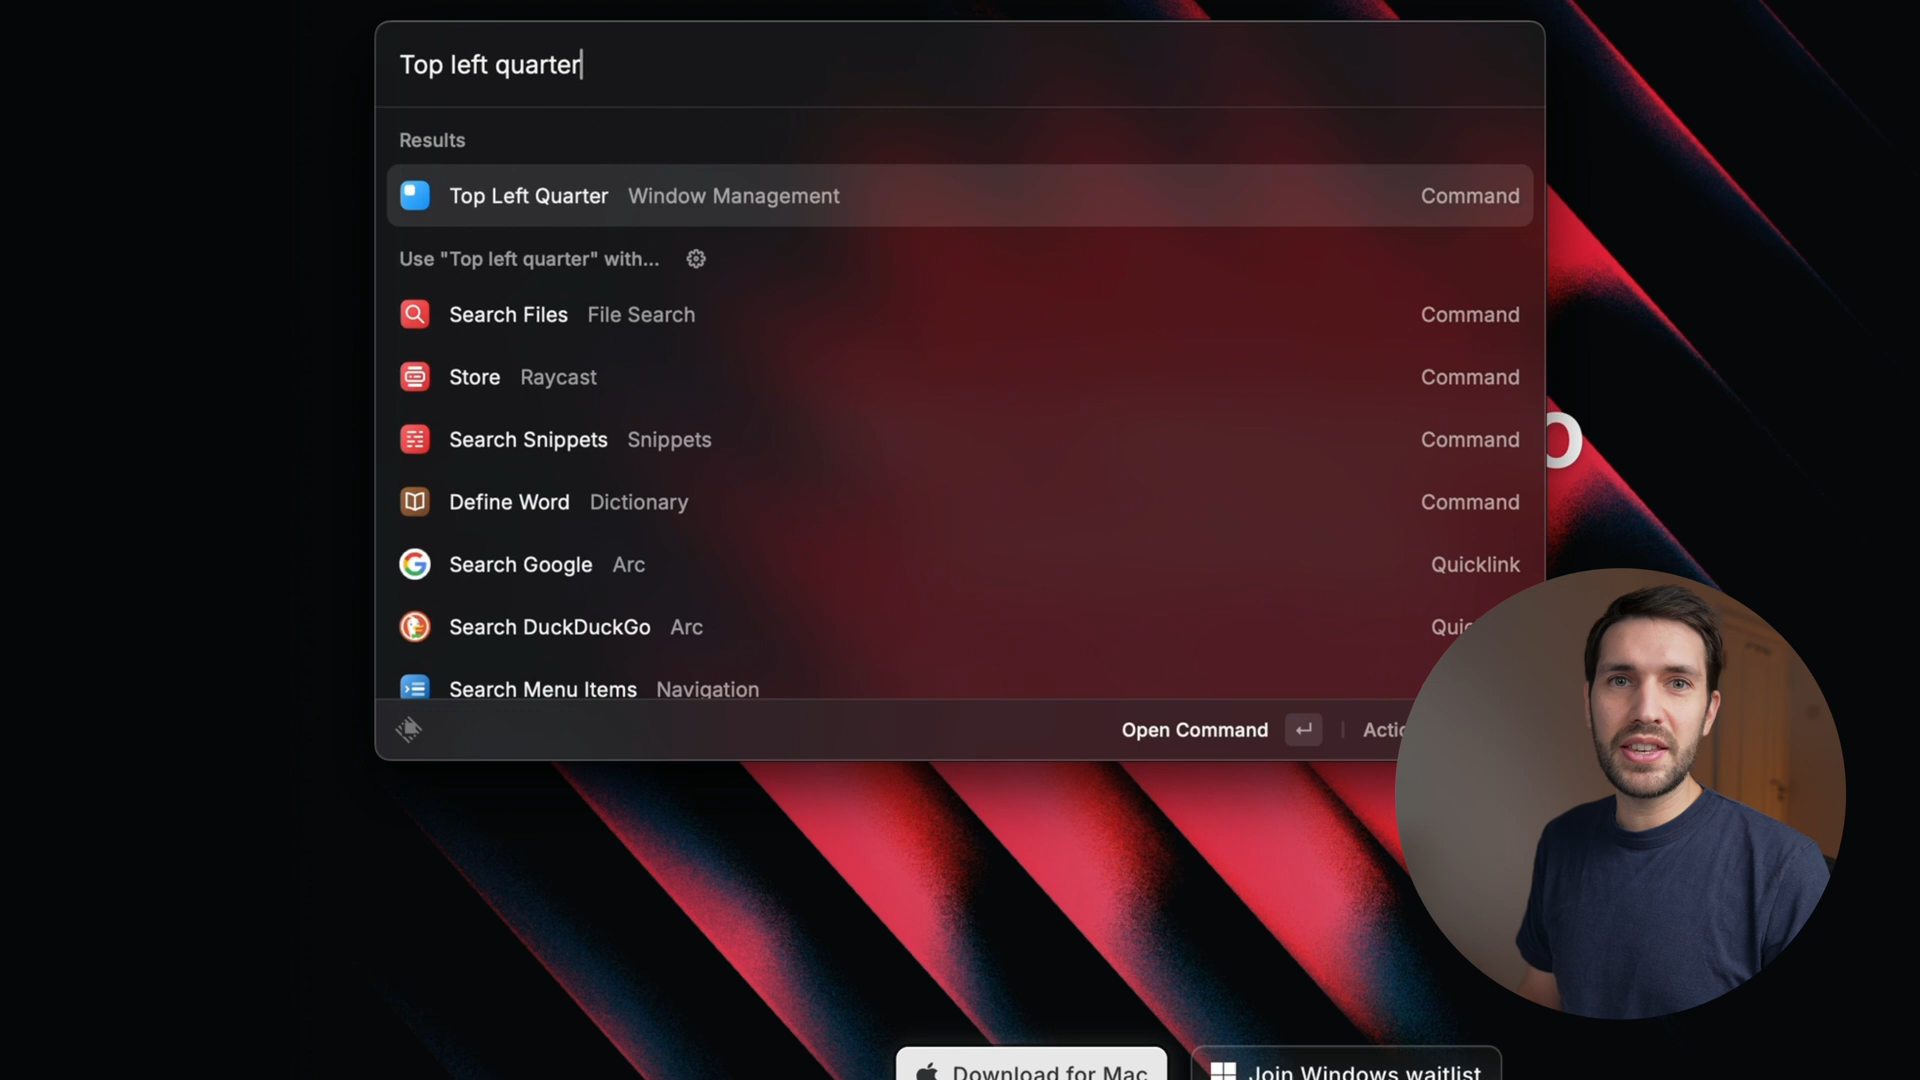 Top left quarter
Results
Top Left Quarter Window Management Command
Use "Top left quarter" with...
Search Files File Search Command
Store Raycast Command
Search Snippets Snippets Command
Define Word Dictionary Command
Search Google Arc Quicklink
Search DuckDuckGo Arc Quic
Search Menu Items Navigation
Open Command Actio
o
Download for Mac Join Windows waitlist